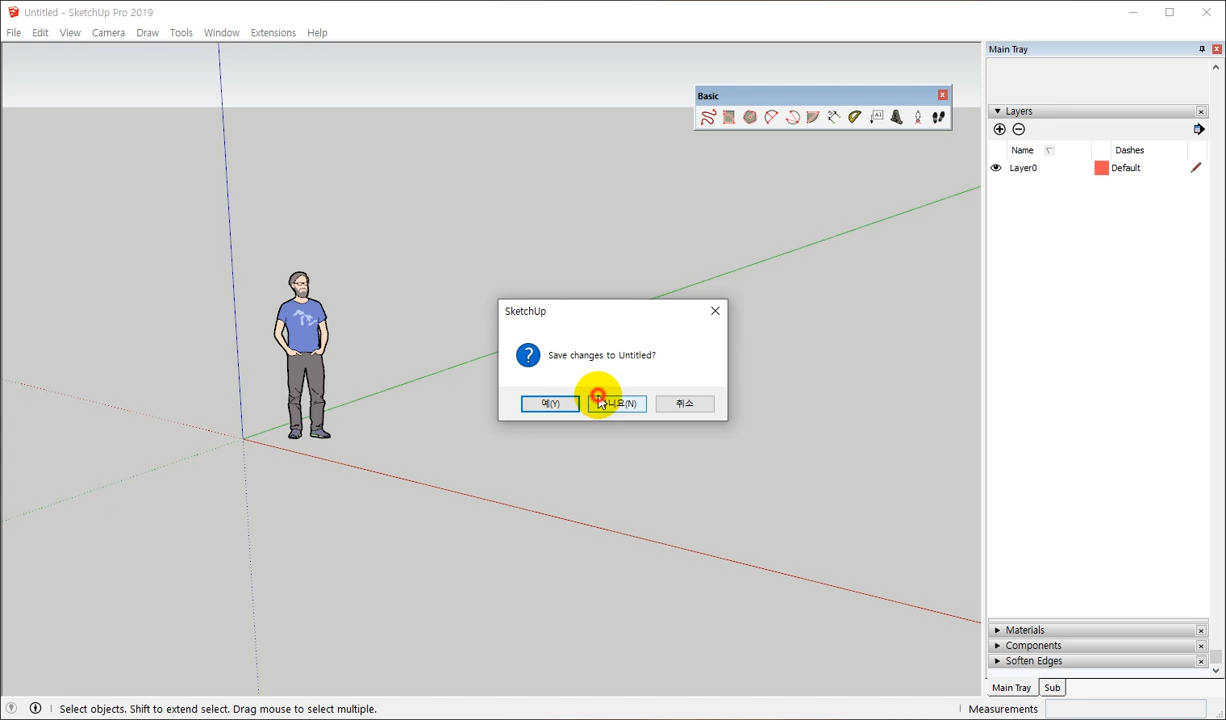 Untitled - SketchUp Pro 2019
File Edit View Camera Draw Tools Window Extensions Help
Main Tray
Basic
Layers
Name Dashes
Layer0 Default
SketchUp
Save changes to Untitled?
예(Y) 니요(N) 취소
Materials
Components
Soften Edges
Main Tray Sub
Select objects. Shift to extend select. Drag mouse to select multiple. Measurements